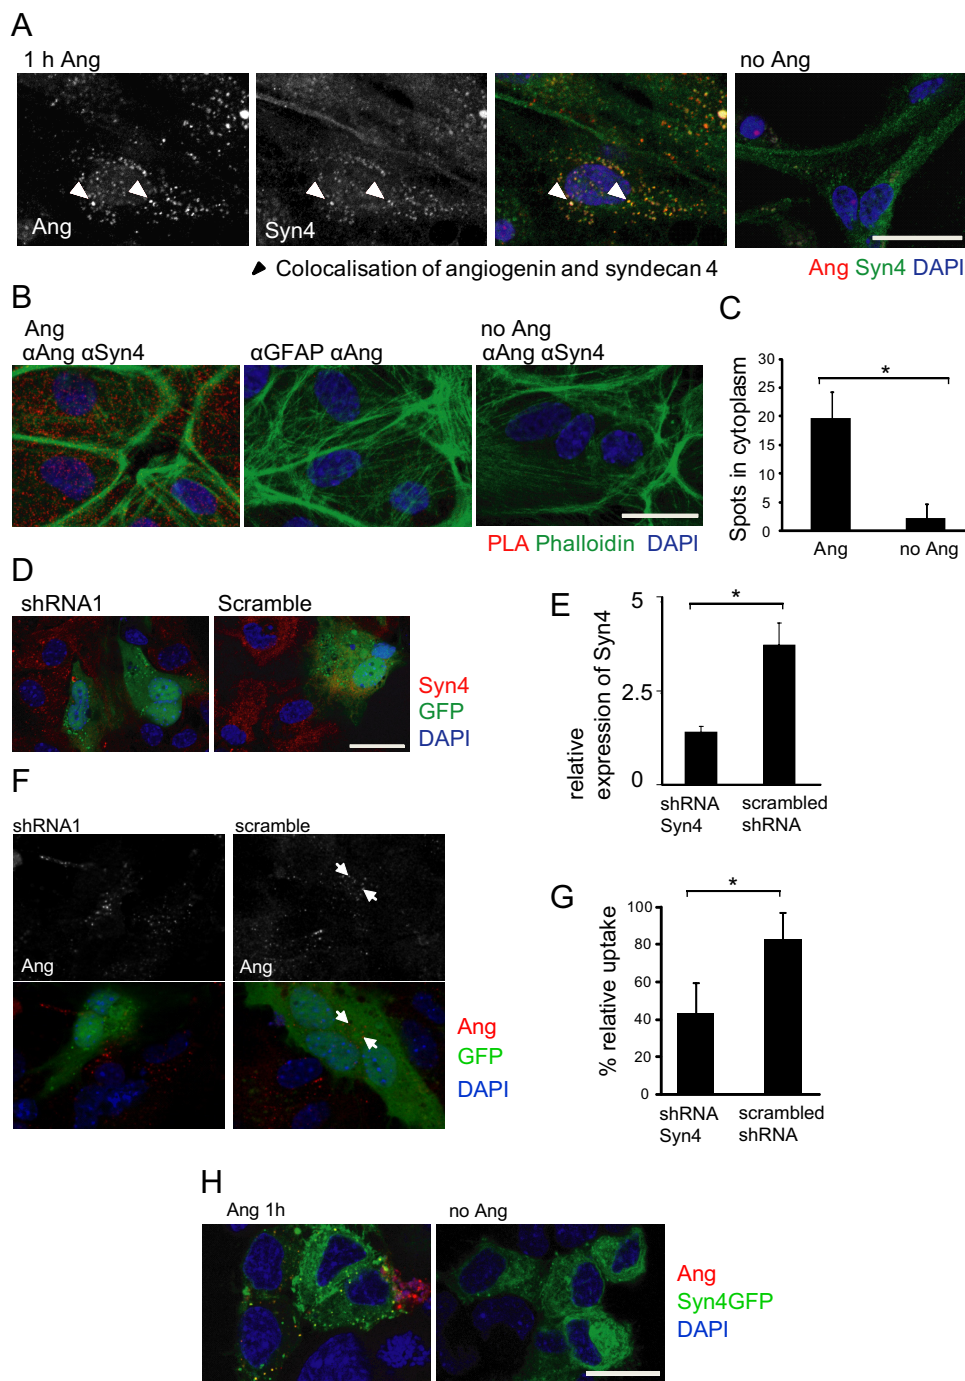 A
1 h Ang
no Ang
Ang
Syn4
Colocalisation of angiogenin and syndecan 4
Ang Syn4 DAPI
B
Ang
αAng αSyn4
αGFAP αAng
no Ang
αAng αSyn4
PLA Phalloidin DAPI
C
Spots in cytoplasm
30
25
20
15
10
5
0
*
Ang
no Ang
D
shRNA1
Scramble
Syn4
GFP
DAPI
E
relative
expression of Syn4
5
2.5
0
*
shRNA
Syn4
scrambled
shRNA
F
shRNA1
scramble
Ang
Ang
Ang
GFP
DAPI
G
% relative uptake
100
80
60
40
20
0
*
shRNA
Syn4
scrambled
shRNA
H
Ang 1h
no Ang
Ang
Syn4GFP
DAPI